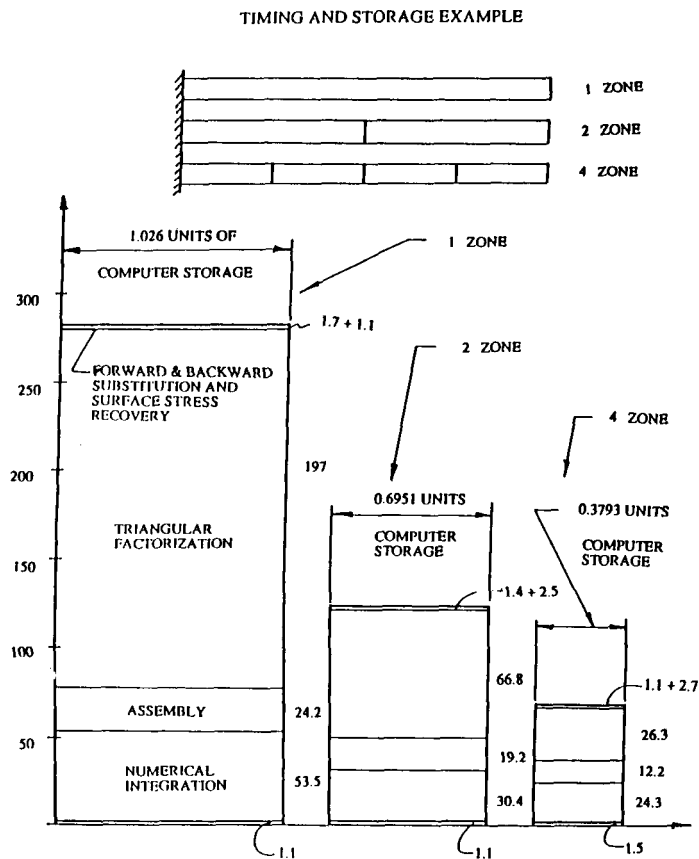 TIMING AND STORAGE EXAMPLE
1 ZONE
2 ZONE
4 ZONE
1.026 UNITS OF
COMPUTER STORAGE
1 ZONE
300
1.7 + 1.1
2 ZONE
FORWARD & BACKWARD
SUBSTITUTION AND
SURFACE STRESS
RECOVERY
250
4 ZONE
200
197
0.6951 UNITS
COMPUTER
STORAGE
0.3793 UNITS
COMPUTER
STORAGE
TRIANGULAR
FACTORIZATION
150
1.4 + 2.5
100
66.8
1.1 + 2.7
ASSEMBLY
24.2
26.3
50
19.2
12.2
NUMERICAL
INTEGRATION
53.5
30.4
24.3
1.1
1.1
1.5